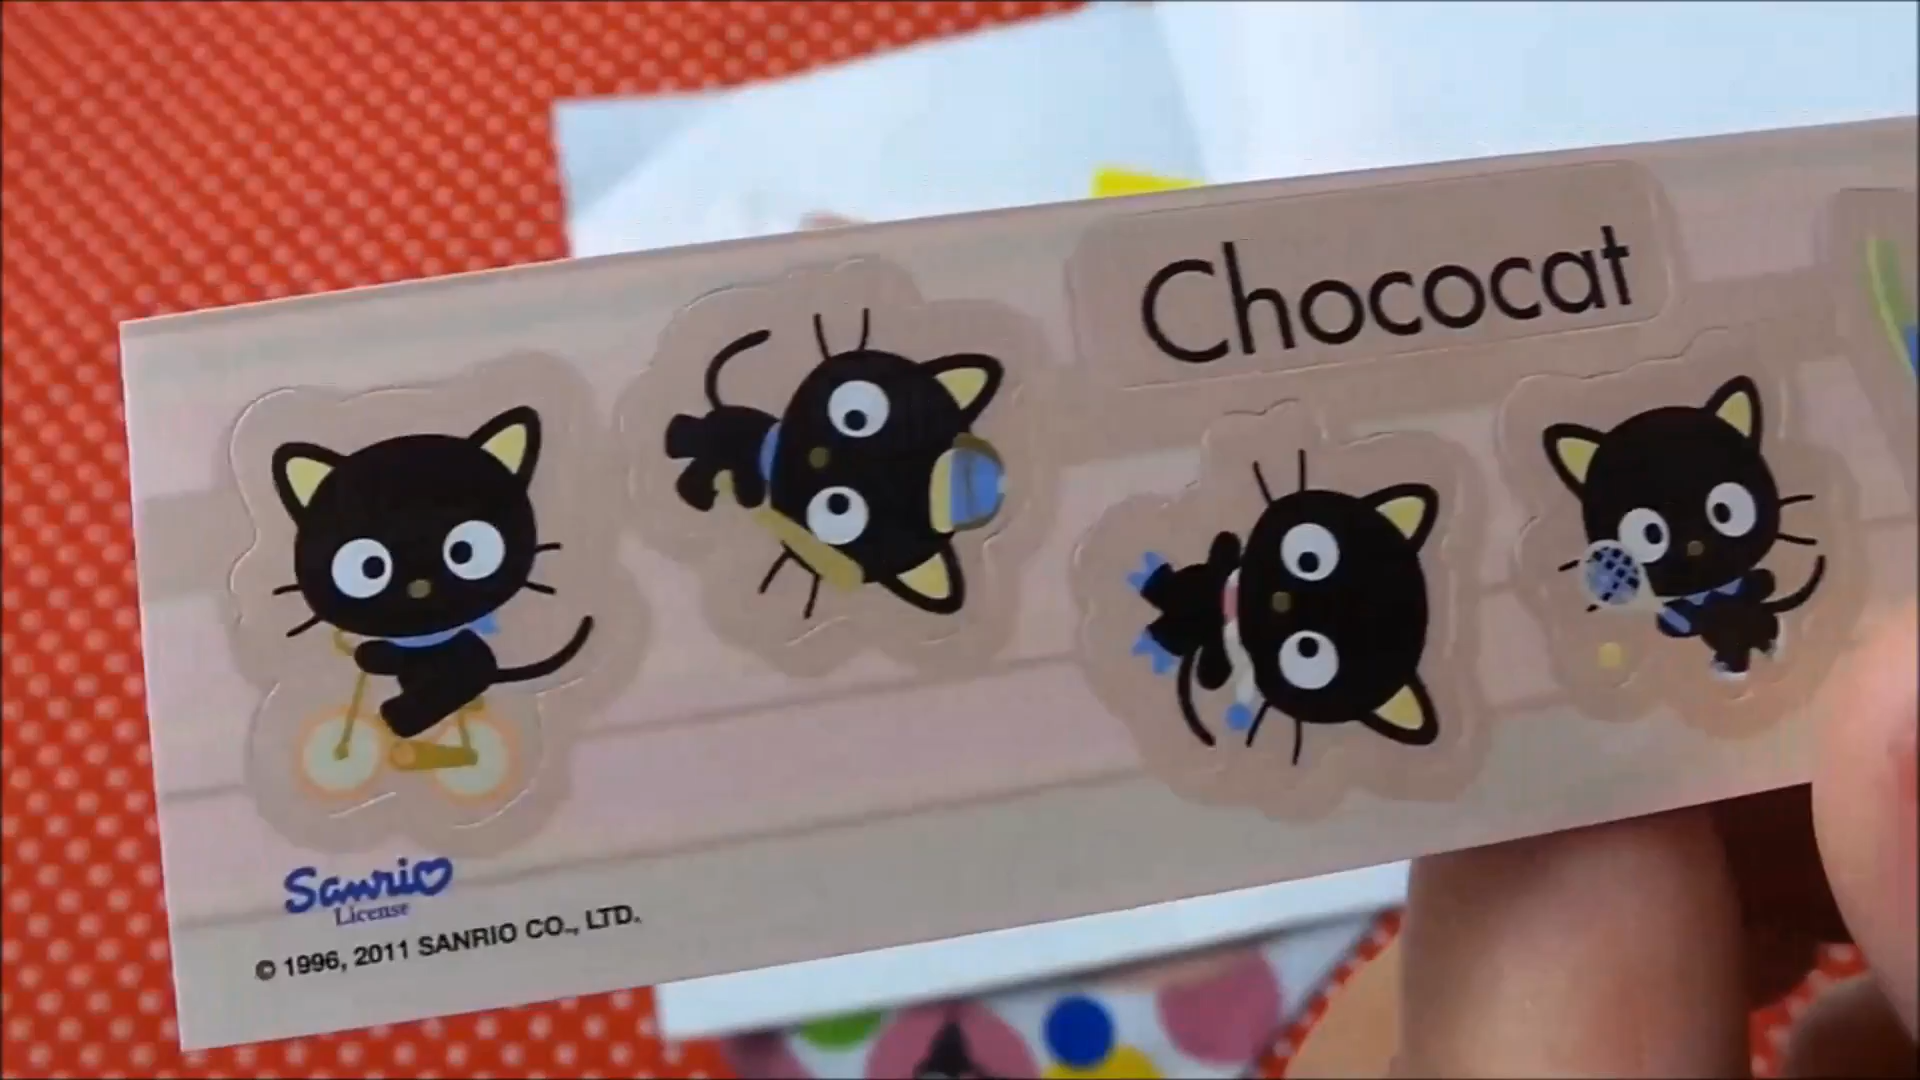 Chococat
Sanrio
License
© 1996, 2011 SANRIO CO., LTD.